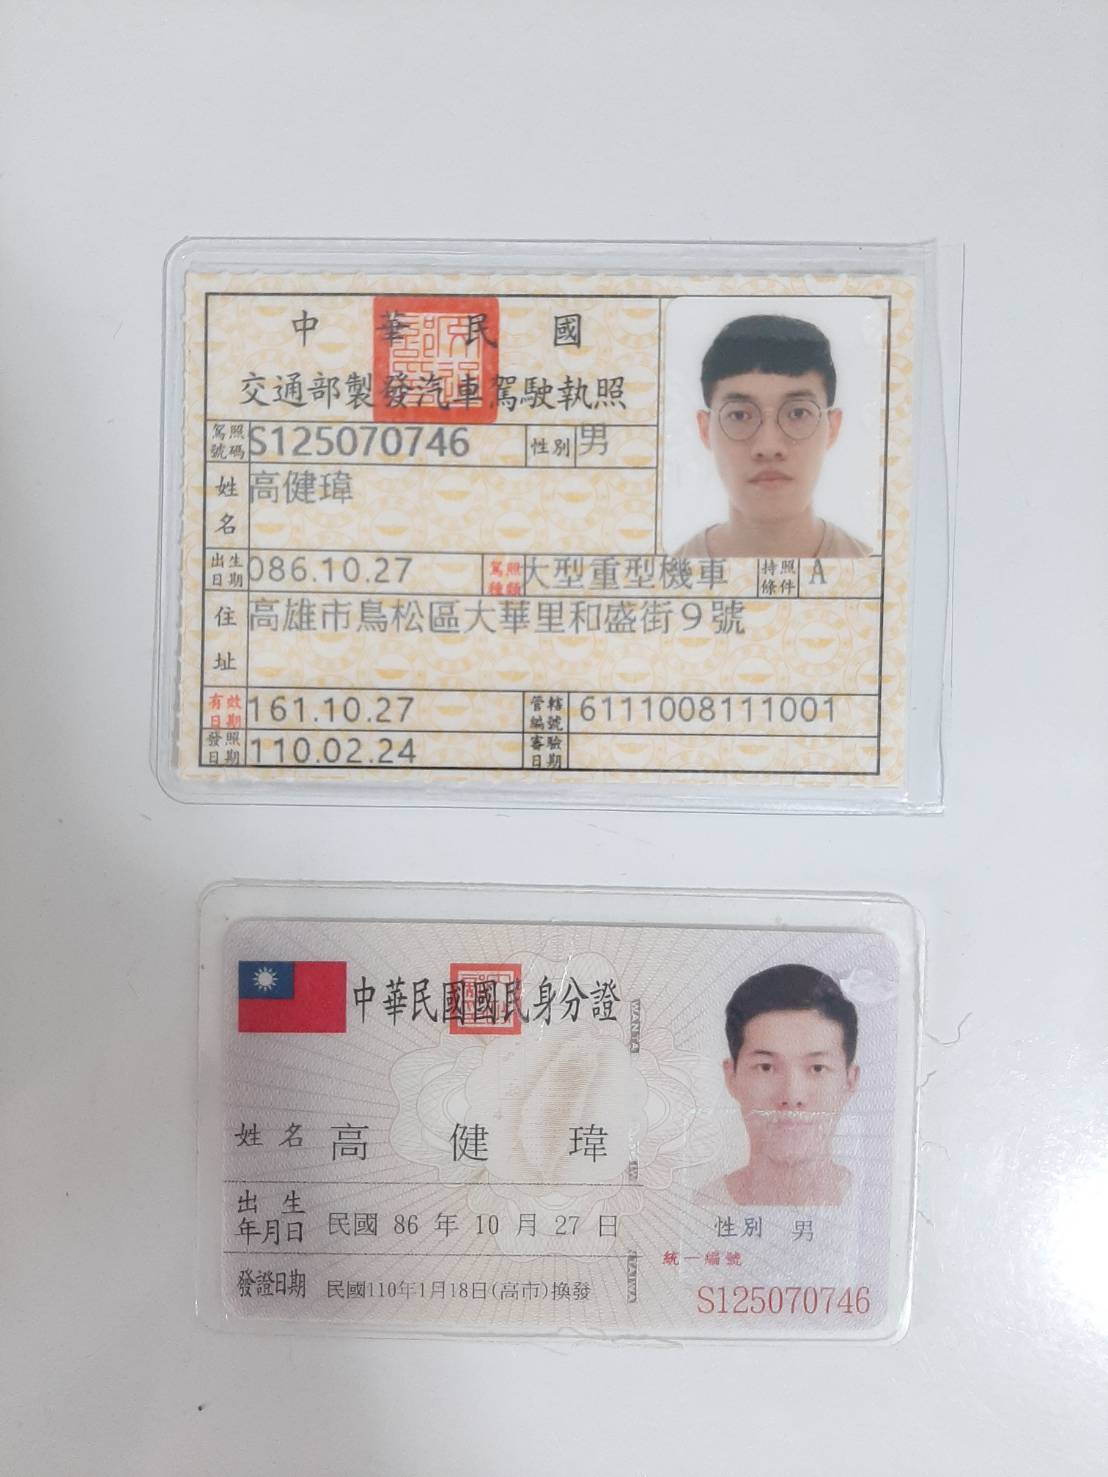 中華民國
交通部製發汽車駕駛執照
駕照號碼 S125070746 性別 男
姓名 高健瑋
出生日期 086.10.27 駕照種類 大型重型機車 持照條件 A
住址 高雄市鳥松區大華里和盛街9號
有效日期 161.10.27 管轄編號 6111008111001
發照日期 110.02.24 審驗日期
中華民國國民身分證
姓名 高健瑋
出生年月日 民國 86 年 10 月 27 日 性別 男
統一編號
發證日期 民國110年1月18日(高市)換發 S125070746